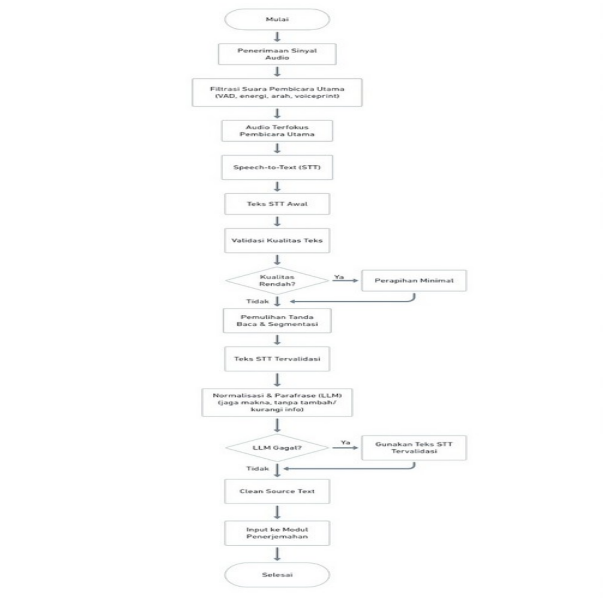 Mulai
Penerimaan Sinyal
Audio
Filtrasi Suara Pembicara Utama
(VAD, energi, arah, voiceprint)
Audio Terfokus
Pembicara Utama
Speech-to-Text (STT)
Teks STT Awal
Validasi Kualitas Teks
Kualitas
Rendah?
Ya
Perapihan Minimal
Tidak
Pemulihan Tanda
Baca & Segmentasi
Teks STT Tervalidasi
Normalisasi & Parafrase (LLM)
(jaga makna, tanpa tambah/
kurangi info)
LLM Gagal?
Ya
Gunakan Teks STT
Tervalidasi
Tidak
Clean Source Text
Input ke Modul
Penerjemahan
Selesai